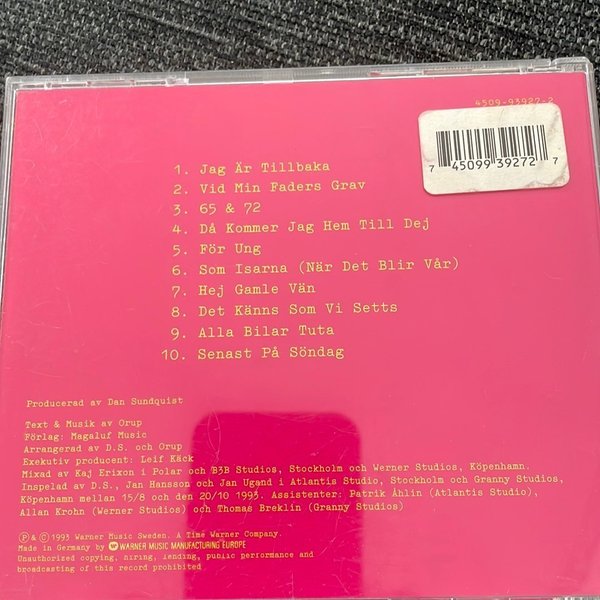 4509-93927-2
7 45099 39272 7
1. Jag Är Tillbaka
2. Vid Min Faders Grav
3. 65 & 72
4. Då Kommer Jag Hem Till Dej
5. För Ung
6. Som Isarna (När Det Blir Vår)
7. Hej Gamle Vän
8. Det Känns Som Vi Setts
9. Alla Bilar Tuta
10. Senast På Söndag
Producerad av Dan Sundquist
Text & Musik av Orup
Förlag: Magaluf Music
Arrangerad av D.S. och Orup
Exekutiv producent: Leif Käck
Mixad av Kaj Erixon i Polar och B3B Studios, Stockholm och Werner Studios, Köpenhamn.
Inspelad av D.S., Jan Hansson och Jan Ugand i Atlantis Studio, Stockholm och Granny Studios,
Köpenhamn mellan 15/8 och den 20/10 1993. Assistenter: Patrik Åhlin (Atlantis Studio),
Allan Krohn (Werner Studios) och Thomas Breklin (Granny Studios)
Ⓟ & © 1993 Warner Music Sweden. A Time Warner Company.
Made in Germany by WARNER MUSIC MANUFACTURING EUROPE
Unauthorized copying, hiring, lending, public performance and
broadcasting of this record prohibited